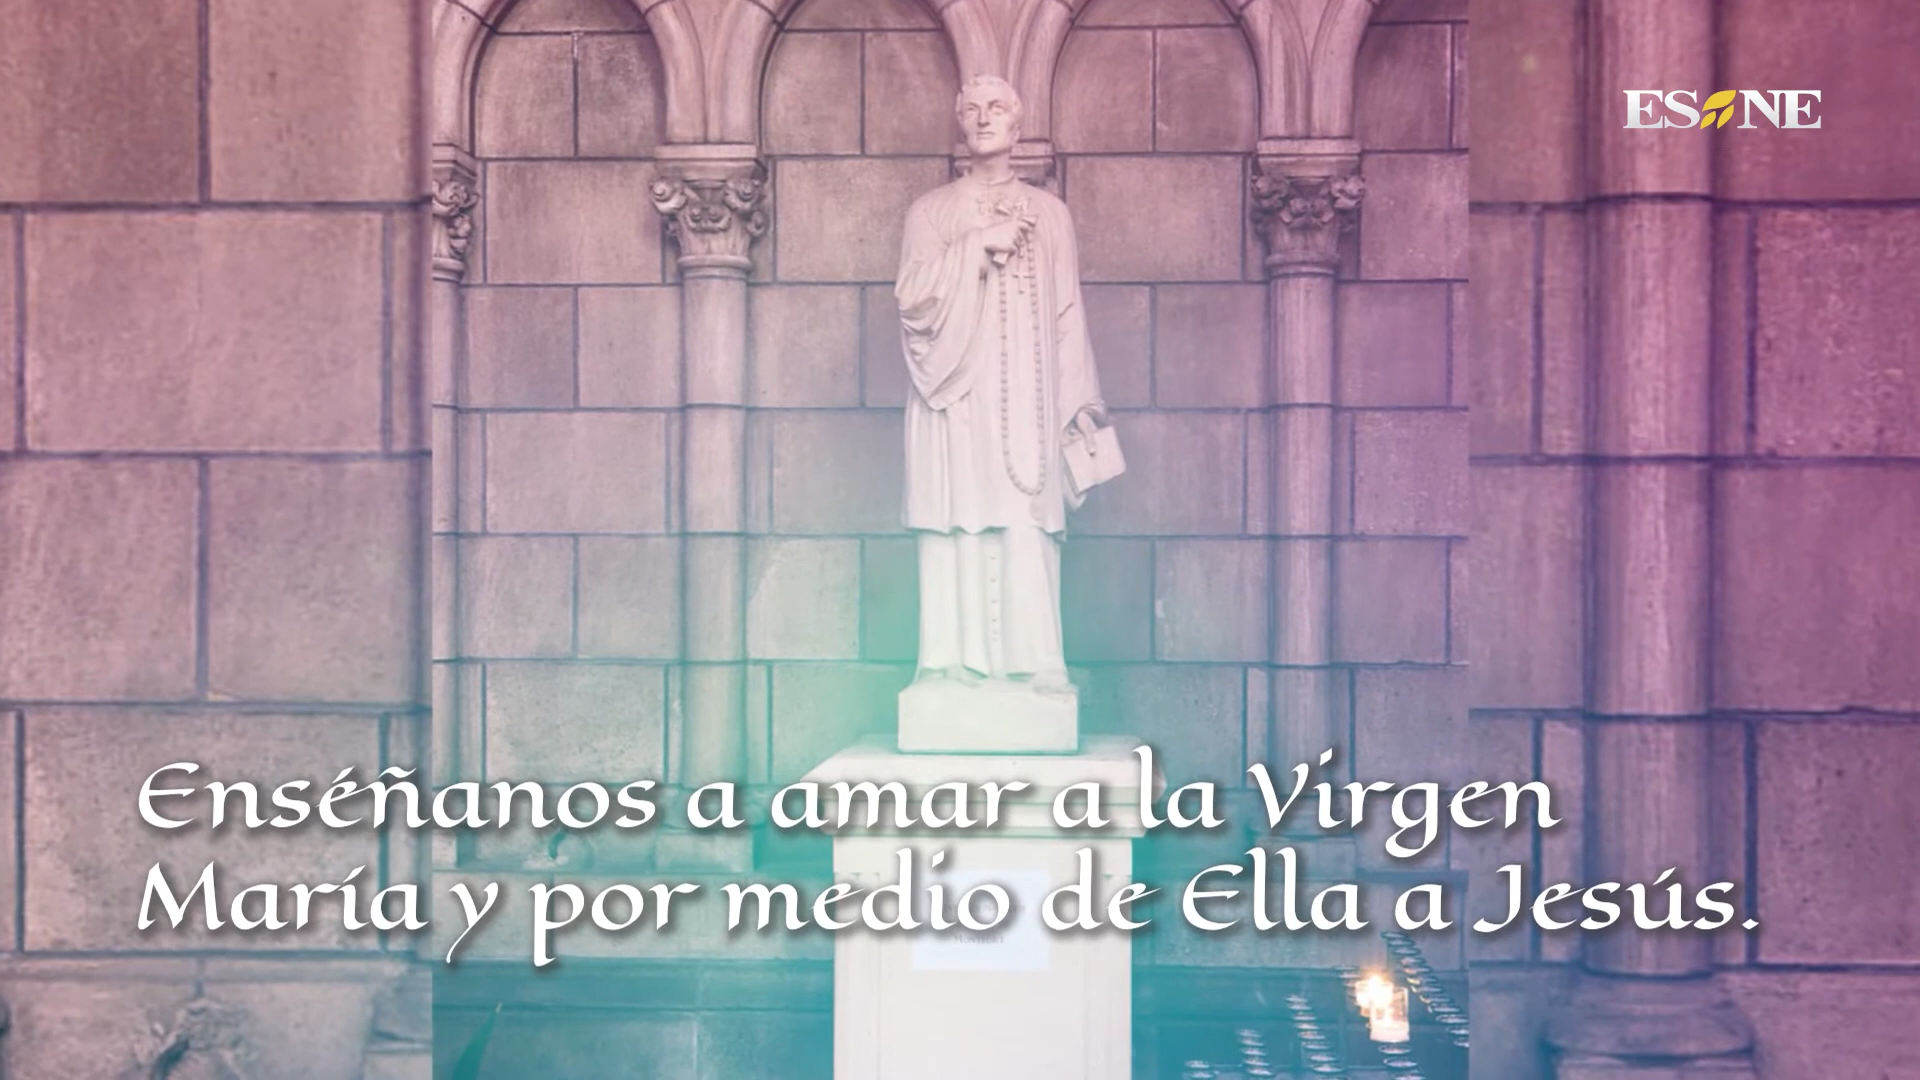 ESNE
Enséñanos a amar a la Virgen
María y por medio de Ella a Jesús.